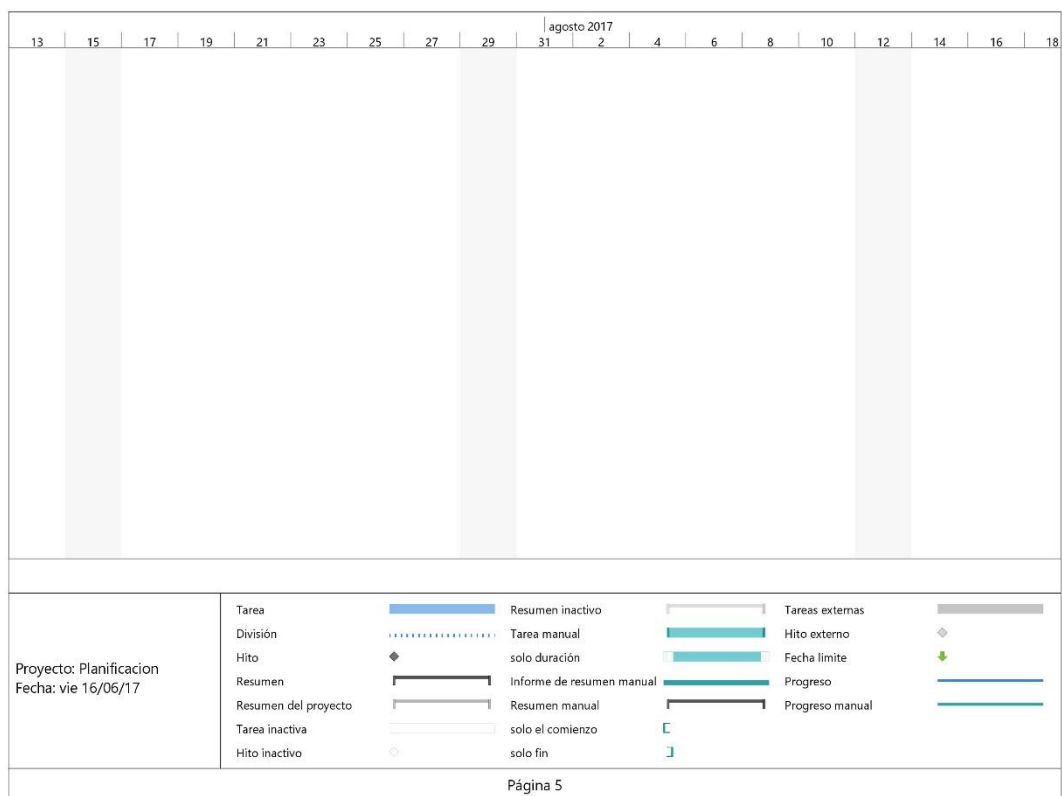 agosto 2017
13 15 17 19 21 23 25 27 29 31 2 4 6 8 10 12 14 16 18
Proyecto: Planificacion
Fecha: vie 16/06/17
Tarea
División
Hito
Resumen
Resumen del proyecto
Tarea inactiva
Hito inactivo
Resumen inactivo
Tarea manual
solo duración
Informe de resumen manual
Resumen manual
solo el comienzo
solo fin
Tareas externas
Hito externo
Fecha límite
Progreso
Progreso manual
Página 5